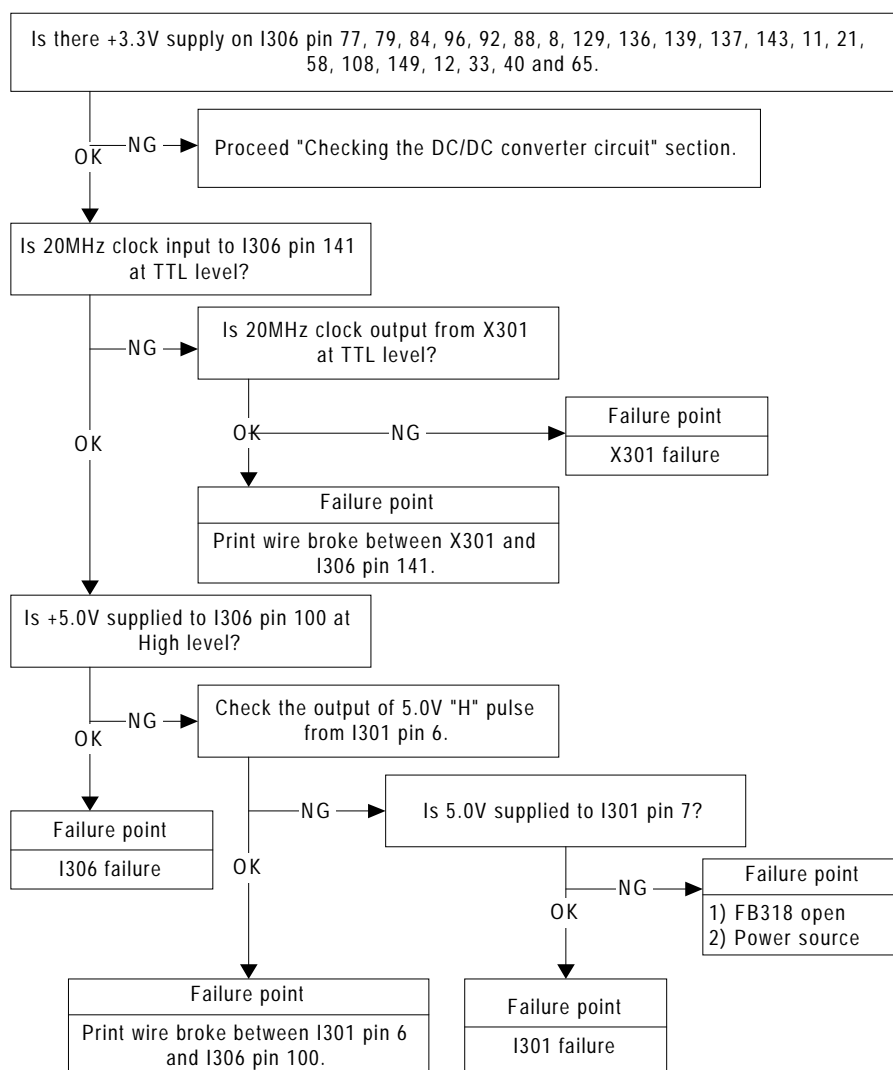 Is there +3.3V supply on I306 pin 77, 79, 84, 96, 92, 88, 8, 129, 136, 139, 137, 143, 11, 21,
58, 108, 149, 12, 33, 40 and 65.
NG
OK
Proceed "Checking the DC/DC converter circuit" section.
Is 20MHz clock input to I306 pin 141
at TTL level?
NG
OK
Is 20MHz clock output from X301
at TTL level?
OK
NG
Failure point
X301 failure
Failure point
Print wire broke between X301 and
I306 pin 141.
Is +5.0V supplied to I306 pin 100 at
High level?
NG
OK
Check the output of 5.0V "H" pulse
from I301 pin 6.
Failure point
I306 failure
NG
OK
Is 5.0V supplied to I301 pin 7?
NG
OK
Failure point
1) FB318 open
2) Power source
Failure point
Print wire broke between I301 pin 6
and I306 pin 100.
Failure point
I301 failure